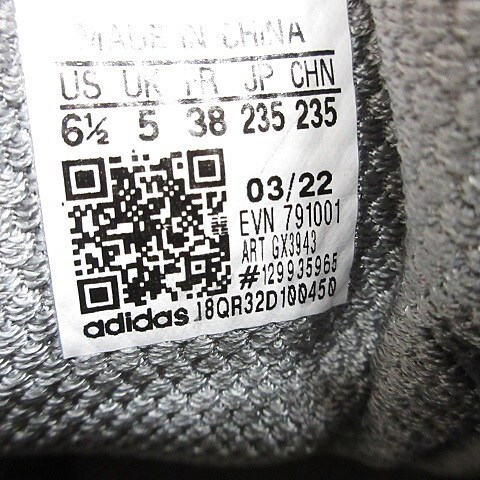 MADE IN CHINA
US UK FR JP CHN
6½ 5 38 235 235
03/22
EVN 791001
ART GX3943
#129935965
adidas 18QR32D100450